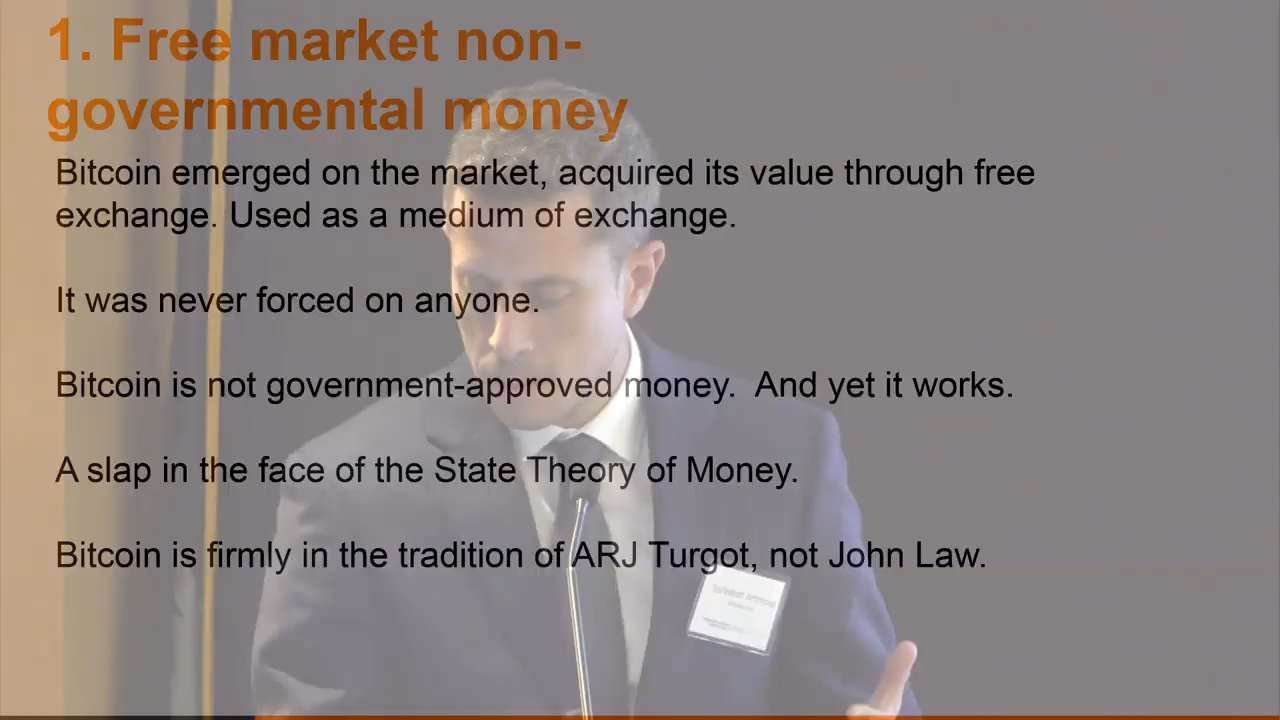 1. Free market non-
governmental money
Bitcoin emerged on the market, acquired its value through free
exchange. Used as a medium of exchange.
It was never forced on anyone.
Bitcoin is not government-approved money.  And yet it works.
A slap in the face of the State Theory of Money.
Bitcoin is firmly in the tradition of ARJ Turgot, not John Law.